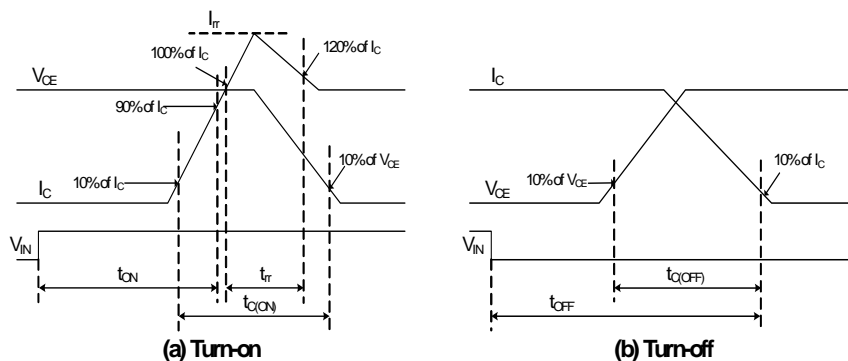 Irr
100% of IC
120% of IC
VCE
90% of IC
10% of IC
10% of VCE
IC
VIN
tON
trr
tC(ON)
(a) Turn-on
IC
10% of VCE
10% of IC
VCE
VIN
tC(OFF)
tOFF
(b) Turn-off